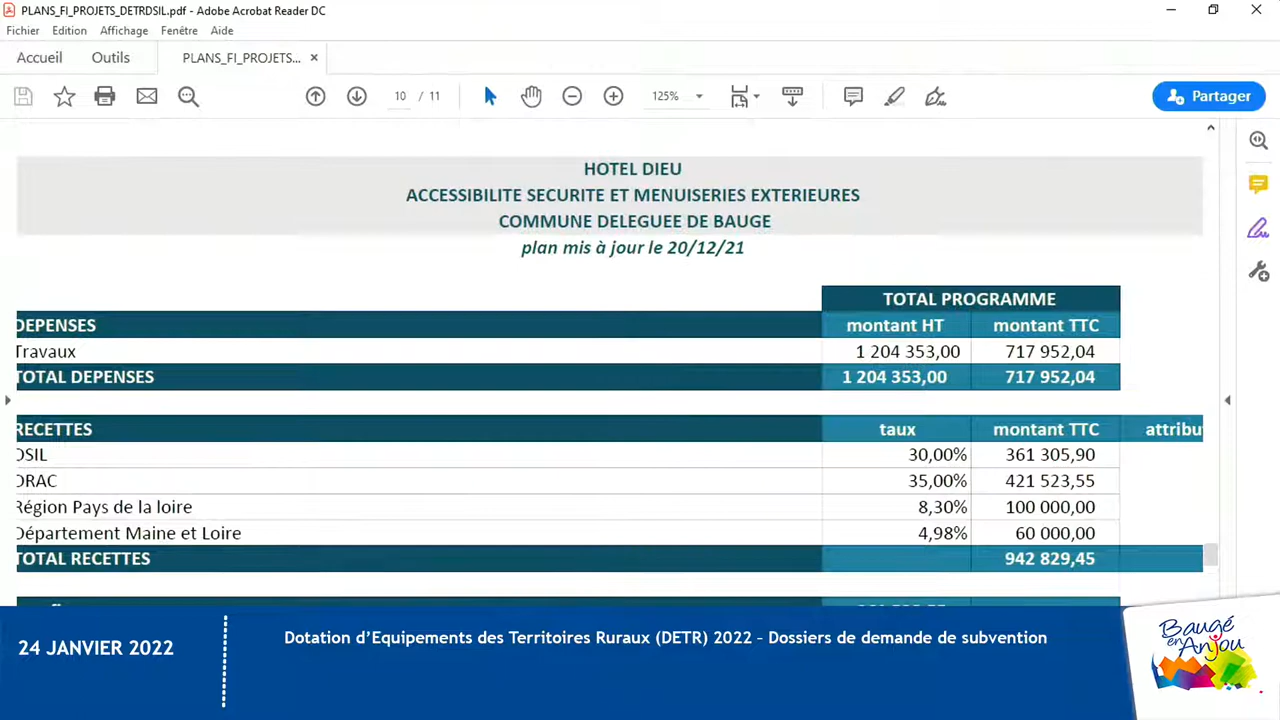 PLANS_FI_PROJETS_DETRDSIL.pdf - Adobe Acrobat Reader DC
Fichier Edition Affichage Fenêtre Aide
Accueil Outils PLANS_FI_PROJETS... ×
10 / 11 125% Partager
HOTEL DIEU
ACCESSIBILITE SECURITE ET MENUISERIES EXTERIEURES
COMMUNE DELEGUEE DE BAUGE
plan mis à jour le 20/12/21
TOTAL PROGRAMME
DEPENSES montant HT montant TTC
Travaux 1 204 353,00 717 952,04
TOTAL DEPENSES 1 204 353,00 717 952,04
RECETTES taux montant TTC attribu
DSIL 30,00% 361 305,90
DRAC 35,00% 421 523,55
Région Pays de la loire 8,30% 100 000,00
Département Maine et Loire 4,98% 60 000,00
TOTAL RECETTES 942 829,45
24 JANVIER 2022
Dotation d’Equipements des Territoires Ruraux (DETR) 2022 – Dossiers de demande de subvention
Baugé
en Anjou